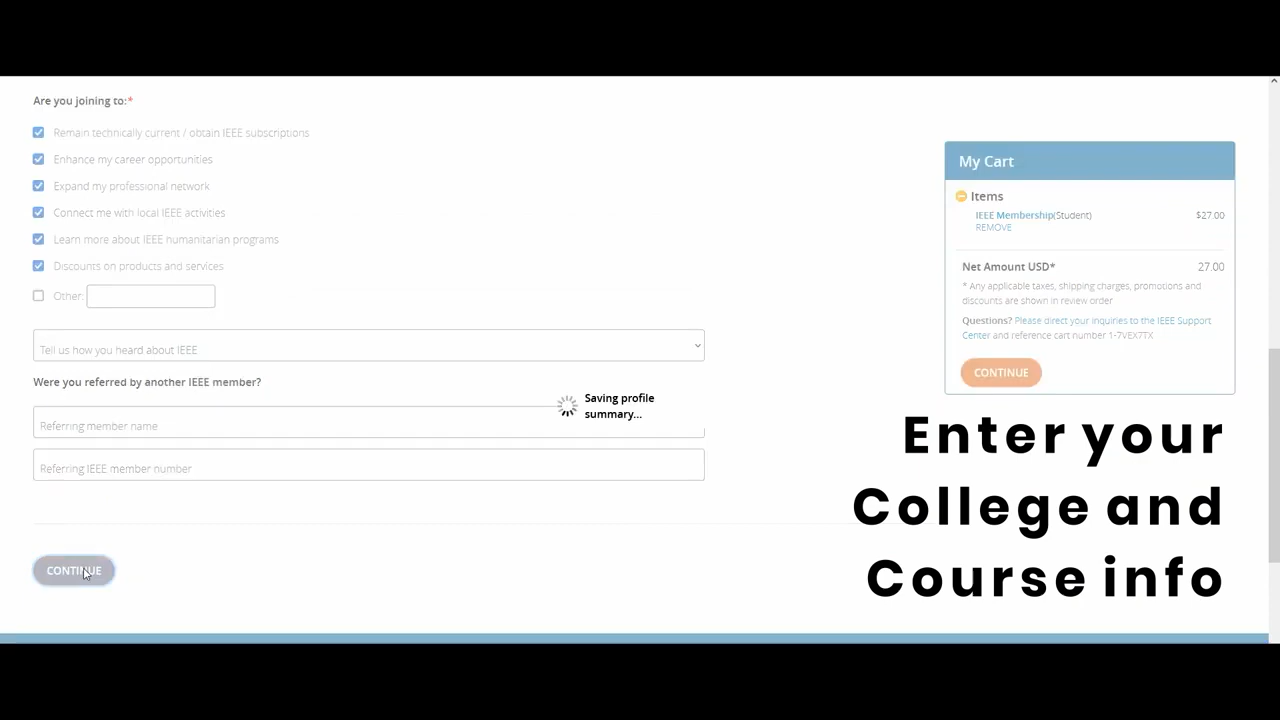 Are you joining to:*
Remain technically current / obtain IEEE subscriptions
Enhance my career opportunities
Expand my professional network
Connect me with local IEEE activities
Learn more about IEEE humanitarian programs
Discounts on products and services
Other:
Tell us how you heard about IEEE
Were you referred by another IEEE member?
Referring member name
Referring IEEE member number
CONTINUE
Saving profile
summary...
My Cart
Items
IEEE Membership(Student) $27.00
REMOVE
Net Amount USD* 27.00
* Any applicable taxes, shipping charges, promotions and
discounts are shown in review order
Questions? Please direct your inquiries to the IEEE Support
Center and reference cart number 1-7VEX7TX
CONTINUE
Enter your
College and
Course info